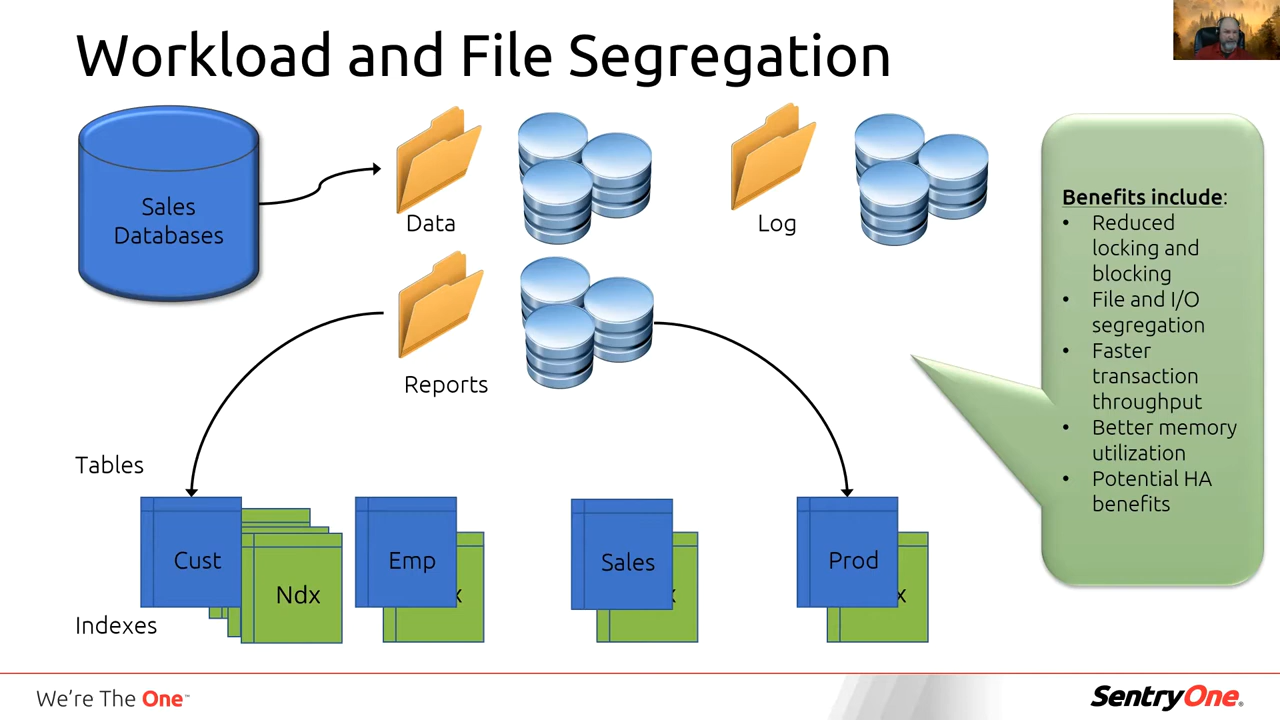 Workload and File Segregation
Sales
Databases
Data
Log
Reports
Benefits include:
• Reduced
locking and
blocking
• File and I/O
segregation
• Faster
transaction
throughput
• Better memory
utilization
• Potential HA
benefits
Tables
Cust
Ndx
Emp
x
Sales
x
Prod
x
Indexes
We're The One™
SentryOne®